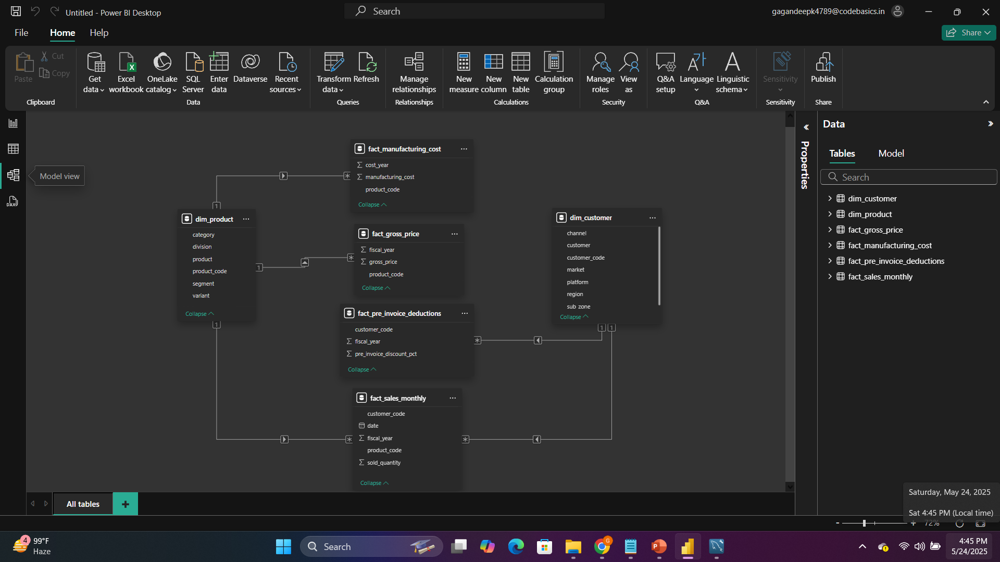 Untitled - Power BI Desktop
Search
gagandeepk4789@codebasics.in
File
Home
Help
Share
Paste
Cut
Copy
Clipboard
Get data
Excel workbook
OneLake catalog
SQL Server
Enter data
Dataverse
Recent sources
Data
Transform data
Refresh
Queries
Manage relationships
Relationships
New measure
New column
New table
Calculation group
Calculations
Manage roles
View as
Security
Q&A setup
Language
Linguistic schema
Q&A
Sensitivity
Sensitivity
Publish
Share
Model view
DAX
fact_manufacturing_cost
Σ cost_year
Σ manufacturing_cost
product_code
Collapse
*
1
dim_product
category
division
product
product_code
segment
variant
Collapse
1
1
fact_gross_price
Σ fiscal_year
Σ gross_price
product_code
Collapse
*
fact_pre_invoice_deductions
customer_code
Σ fiscal_year
Σ pre_invoice_discount_pct
Collapse
*
dim_customer
channel
customer
customer_code
market
platform
region
sub zone
Collapse
1 1
fact_sales_monthly
customer_code
date
Σ fiscal_year
product_code
Σ sold_quantity
Collapse
* *
All tables
+
Properties
Data
Tables
Model
Search
dim_customer
dim_product
fact_gross_price
fact_manufacturing_cost
fact_pre_invoice_deductions
fact_sales_monthly
Saturday, May 24, 2025
Sat 4:45 PM (Local time)
- + 72%
4
99°F
Haze
Search
G
P
4:45 PM
5/24/2025